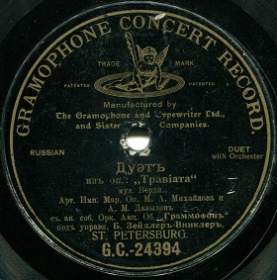 GRAMOPHONE CONCERT RECORD.
TRADE MARK
PATENTED PATENTED
Manufactured by
The Gramophone and Typewriter Ltd.,
and Sister Companies.
RUSSIAN
DUET
with Orchester
Дуэтъ
изъ оп.: „Травіата“
муз. Верди.
Арт. Имп. Мар. Оп. М. А. Михайлова и
А. М. Давыдовъ
съ ак. соб. Орк. Акц. Об. „Граммофонъ“
подъ управ. Б. Зейдлеръ-Винклеръ.
ST. PETERSBURG.
G.C.-24394